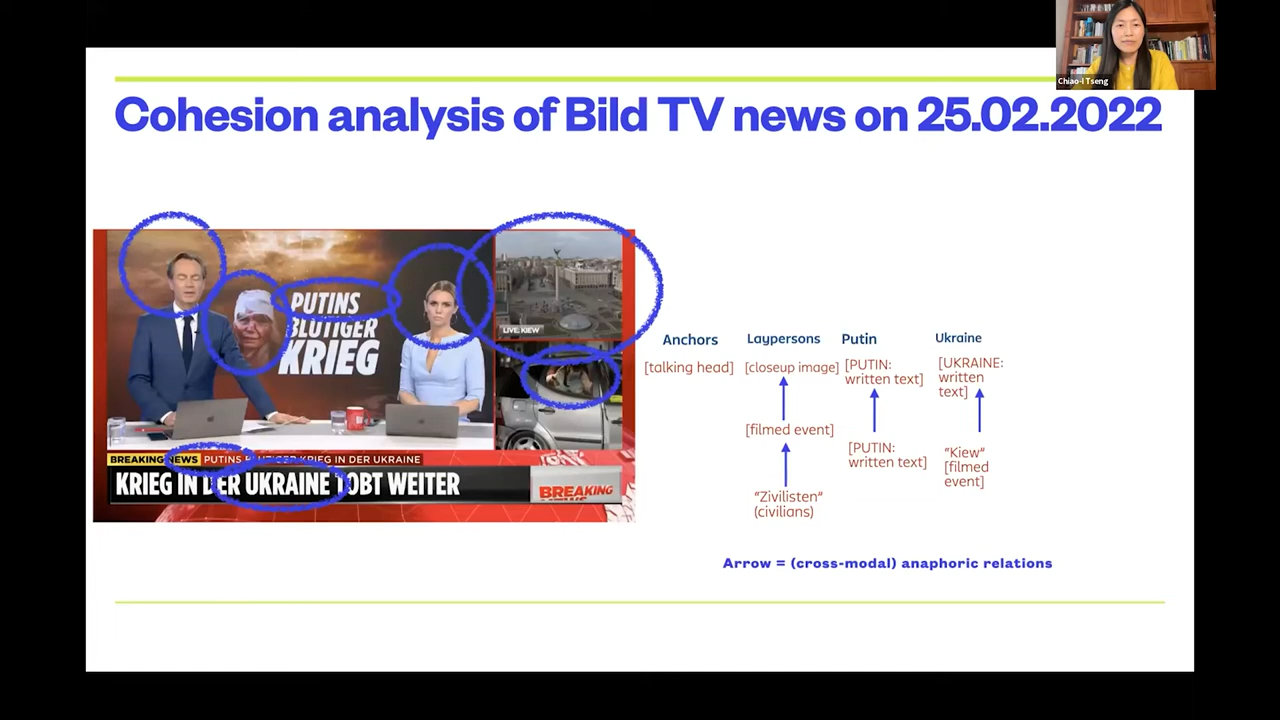 Chiao-I Tseng
Cohesion analysis of Bild TV news on 25.02.2022
PUTINS
BLUTIGER
KRIEG
LIVE: KIEW
BREAKING NEWS PUTINS BLUTIGER KRIEG IN DER UKRAINE
KRIEG IN DER UKRAINE TOBT WEITER
BREAKING
NEWS
Anchors
[talking head]
Laypersons
[closeup image]
[filmed event]
"Zivilisten"
(civilians)
Putin
[PUTIN:
written text]
[PUTIN:
written text]
Ukraine
[UKRAINE:
written
text]
"Kiew"
[filmed
event]
Arrow = (cross-modal) anaphoric relations